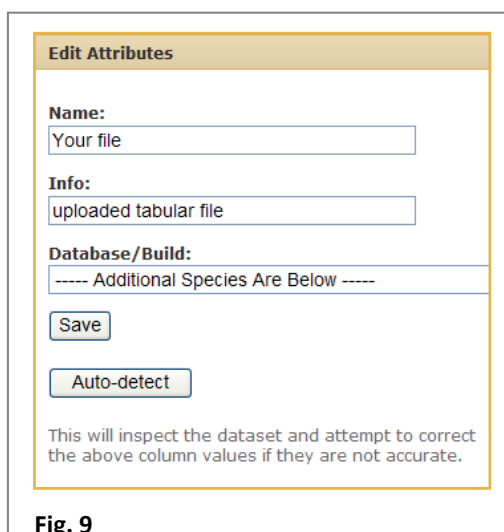 Edit Attributes
Name:
Your file
Info:
uploaded tabular file
Database/Build:
----- Additional Species Are Below -----
Save
Auto-detect
This will inspect the dataset and attempt to correct
the above column values if they are not accurate.
Fig. 9